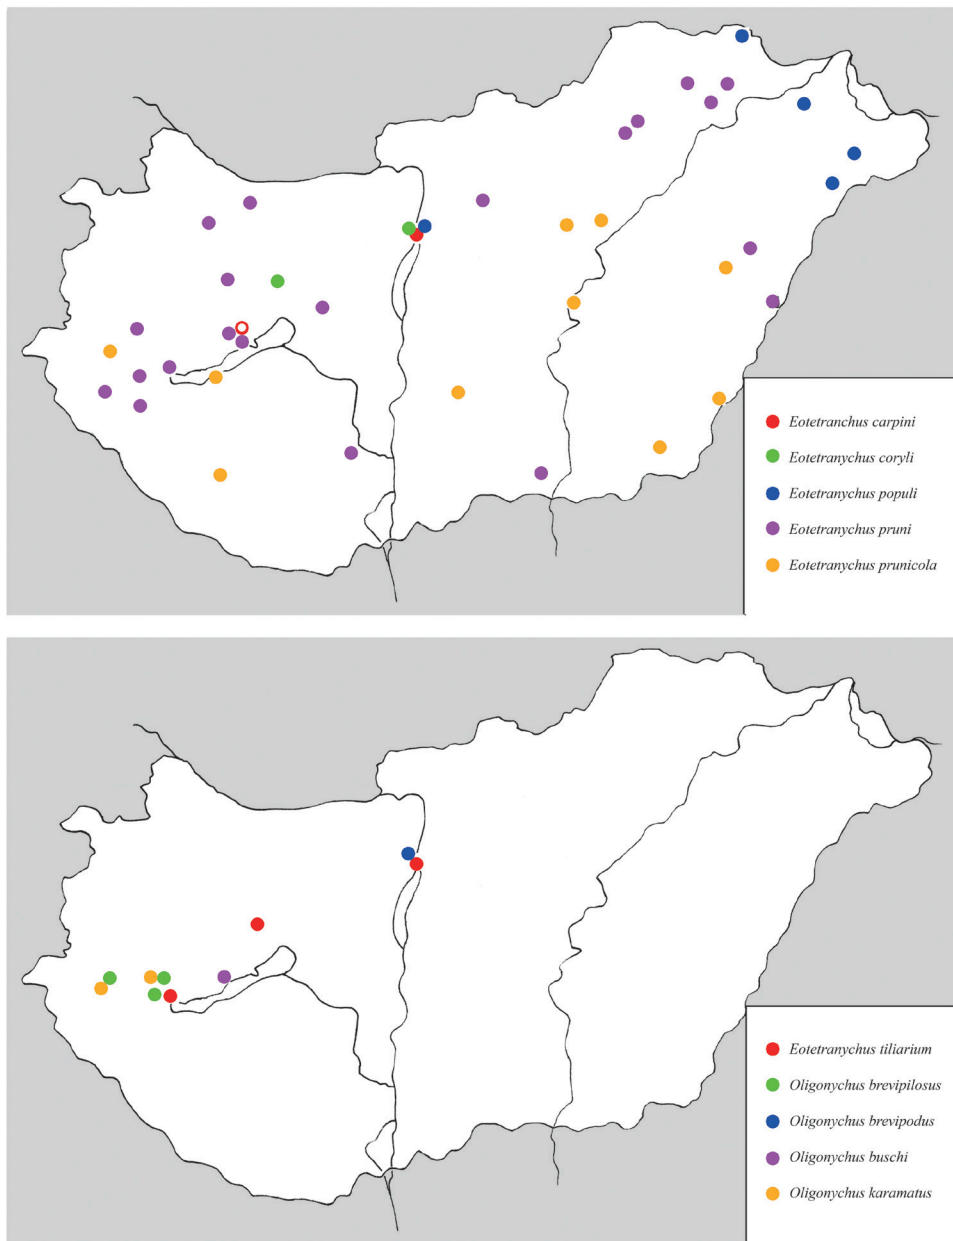 Eotetranchus carpini
Eotetranychus coryli
Eotetranychus populi
Eotetranychus pruni
Eotetranychus prunicola
Eotetranychus tiliarium
Oligonychus brevipilosus
Oligonychus brevipodus
Oligonychus buschi
Oligonychus karamatus